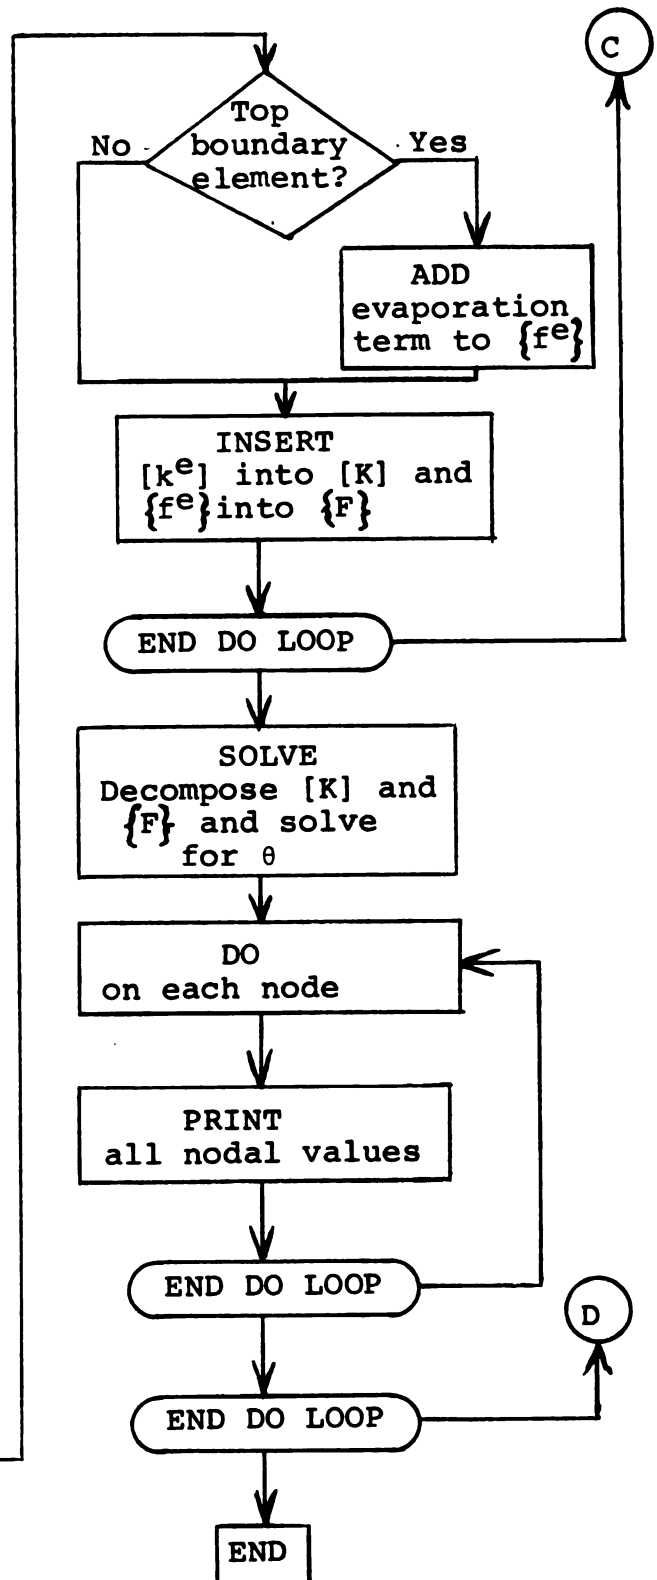 C
Top
boundary
element?
No
Yes
ADD
evaporation
term to {fᵉ}
INSERT
[kᵉ] into [K] and
{fᵉ}into {F}
END DO LOOP
SOLVE
Decompose [K] and
{F} and solve
for θ
DO
on each node
PRINT
all nodal values
END DO LOOP
D
END DO LOOP
END